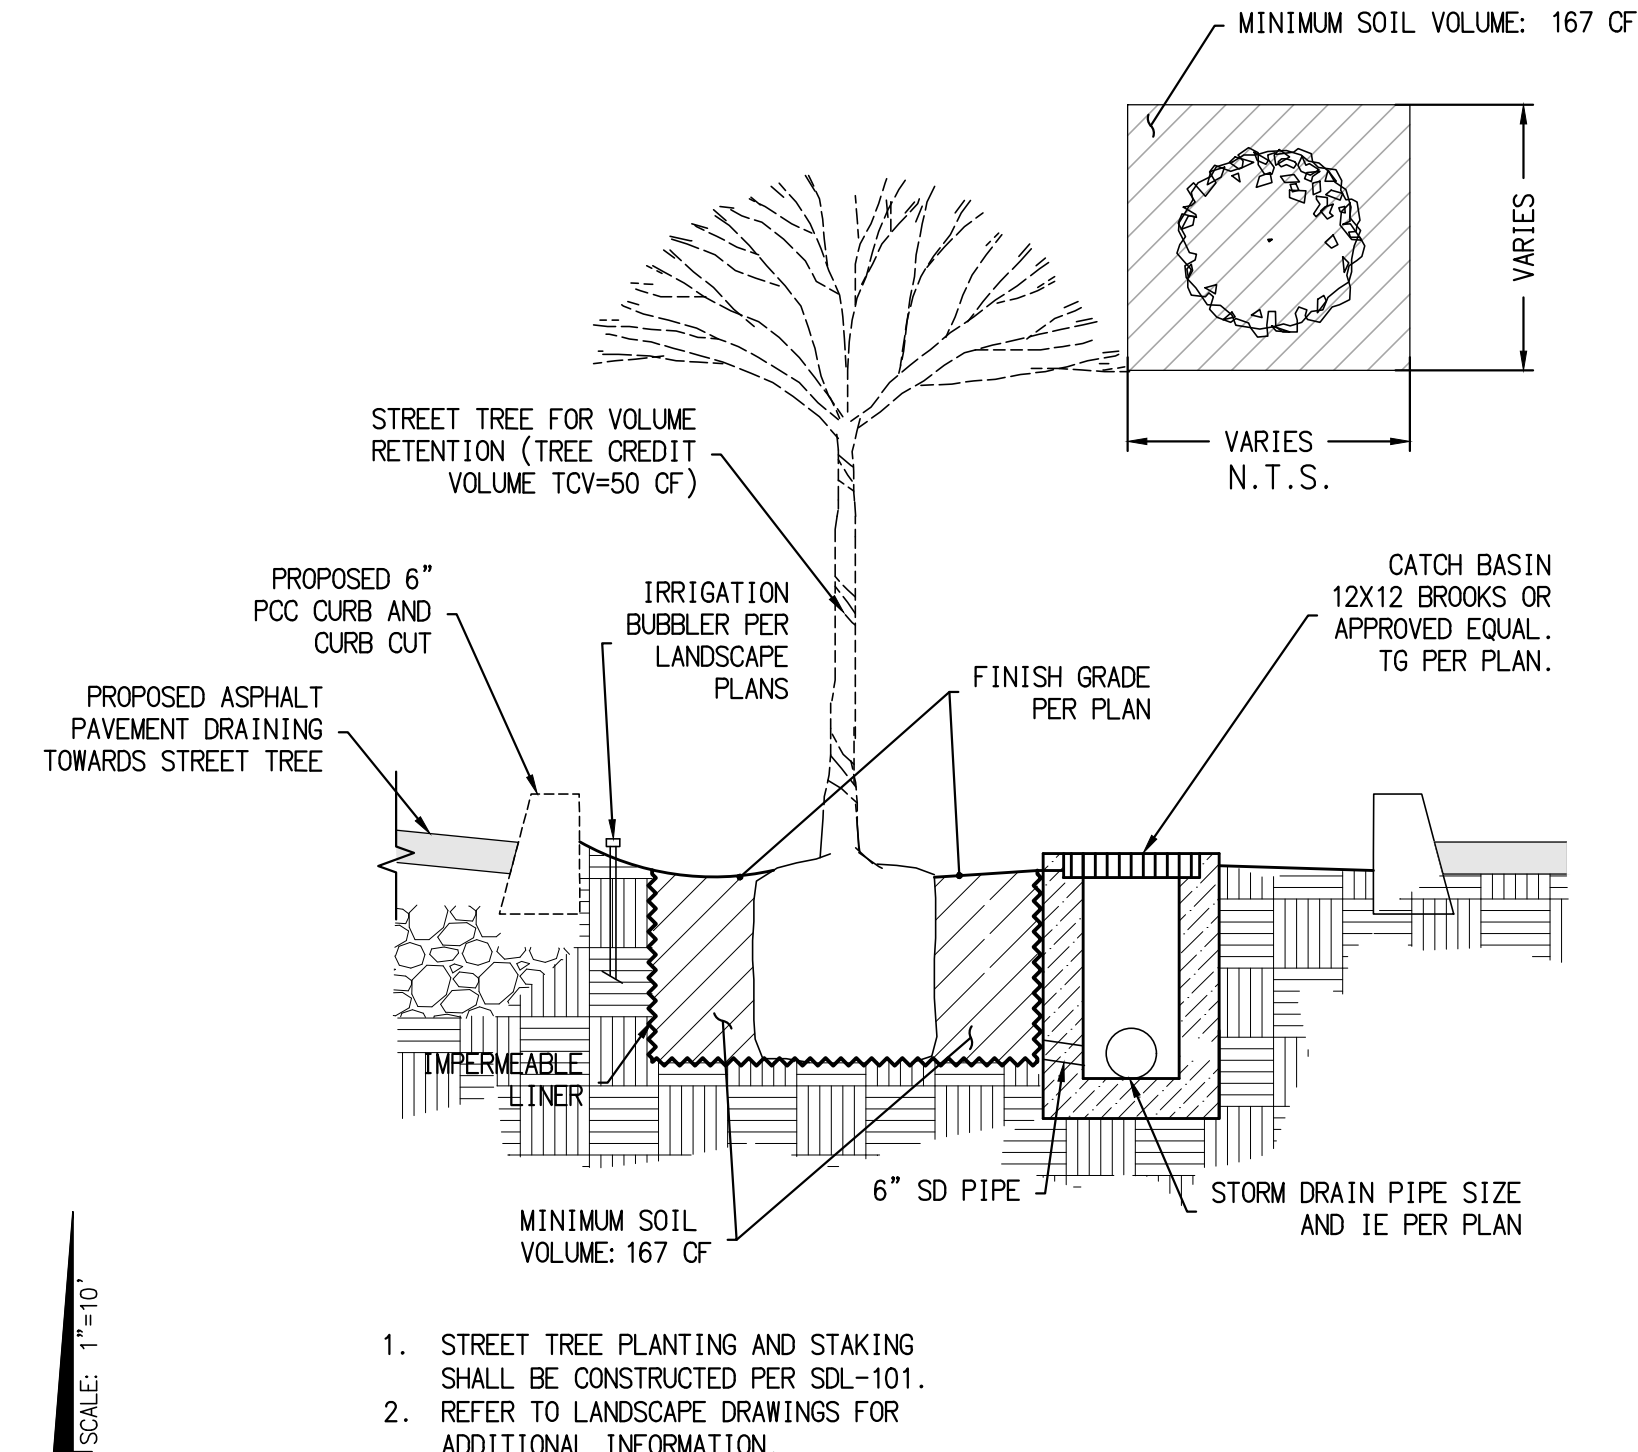 MINIMUM SOIL VOLUME: 167 CF
VARIES
VARIES
N.T.S.
STREET TREE FOR VOLUME
RETENTION (TREE CREDIT
VOLUME TCV=50 CF)
PROPOSED 6"
PCC CURB AND
CURB CUT
IRRIGATION
BUBBLER PER
LANDSCAPE
PLANS
CATCH BASIN
12X12 BROOKS OR
APPROVED EQUAL.
TG PER PLAN.
FINISH GRADE
PER PLAN
PROPOSED ASPHALT
PAVEMENT DRAINING
TOWARDS STREET TREE
IMPERMEABLE
LINER
6" SD PIPE
STORM DRAIN PIPE SIZE
AND IE PER PLAN
MINIMUM SOIL
VOLUME: 167 CF
SCALE: 1"=10'
1. STREET TREE PLANTING AND STAKING
SHALL BE CONSTRUCTED PER SDL-101.
2. REFER TO LANDSCAPE DRAWINGS FOR
ADDITIONAL INFORMATION.